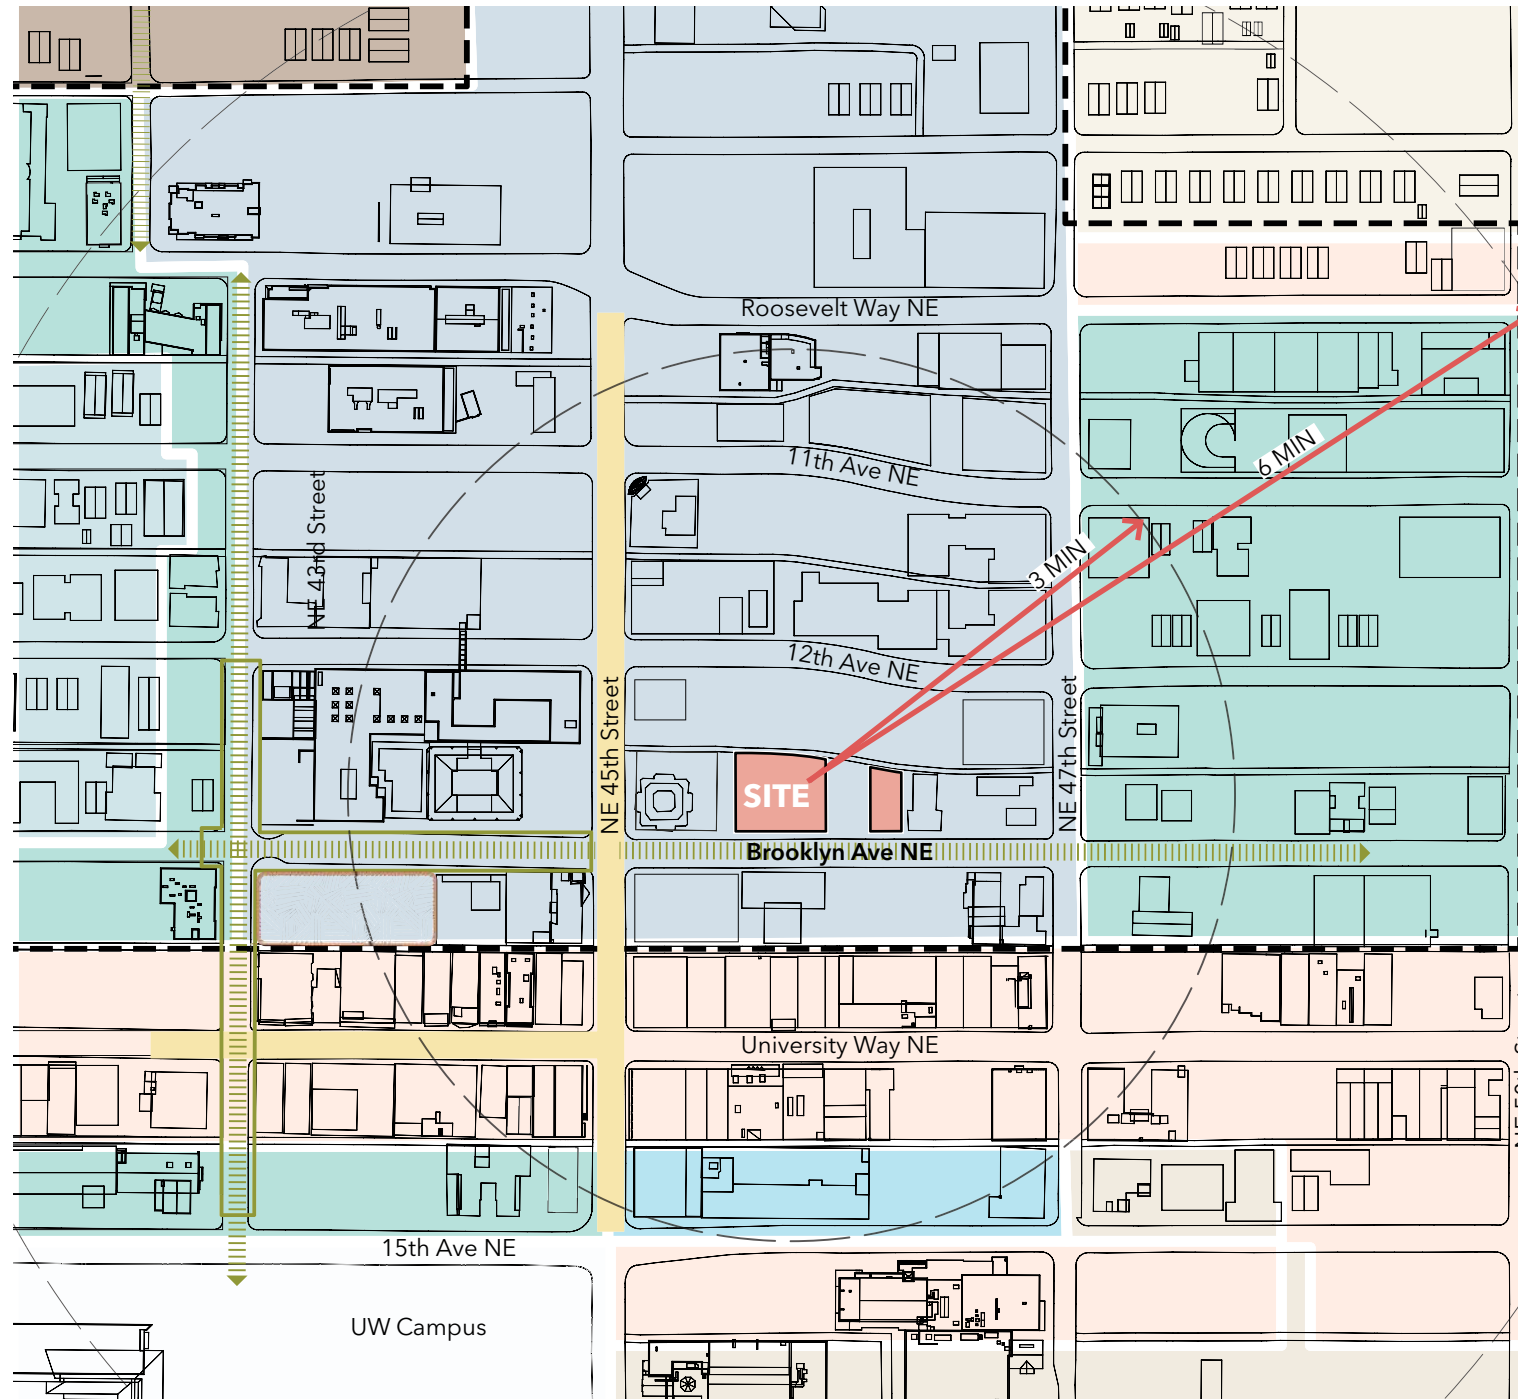 Roosevelt Way NE
11th Ave NE
6 MIN
NE 43rd Street
3 MIN
12th Ave NE
NE 45th Street
NE 47th Street
SITE
Brooklyn Ave NE
University Way NE
15th Ave NE
UW Campus